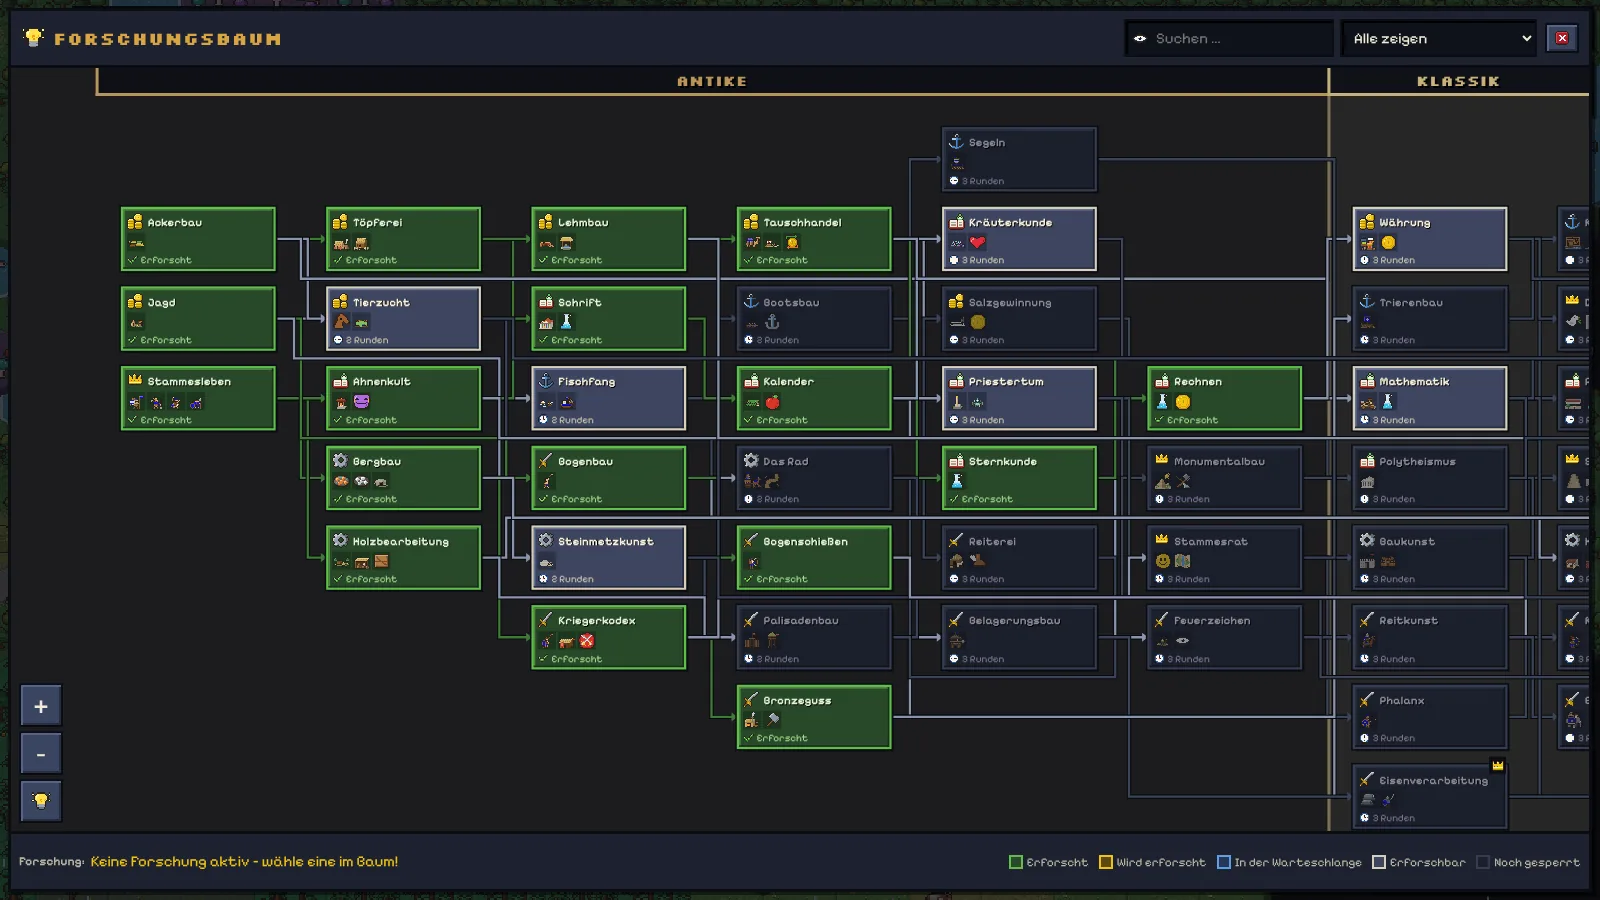 FORSCHUNGSBAUM
Suchen ...
Alle zeigen
ANTIKE
KLASSIK
Segeln
3 Runden
Ackerbau
Erforscht
Töpferei
Erforscht
Lehmbau
Erforscht
Tauschhandel
Erforscht
Kräuterkunde
3 Runden
Währung
3 Runden
Jagd
Erforscht
Tierzucht
2 Runden
Schrift
Erforscht
Bootsbau
2 Runden
Salzgewinnung
3 Runden
Trierenbau
3 Runden
Stammesleben
Erforscht
Ahnenkult
Erforscht
Fischfang
2 Runden
Kalender
Erforscht
Priestertum
3 Runden
Rechnen
Erforscht
Mathematik
3 Runden
Bergbau
Erforscht
Bogenbau
Erforscht
Das Rad
2 Runden
Sternkunde
Erforscht
Monumentalbau
3 Runden
Polytheismus
3 Runden
Holzbearbeitung
Erforscht
Steinmetzkunst
2 Runden
Bogenschießen
Erforscht
Reiterei
3 Runden
Stammesrat
3 Runden
Baukunst
3 Runden
Kriegerkodex
Erforscht
Palisadenbau
2 Runden
Belagerungsbau
3 Runden
Feuerzeichen
3 Runden
Reitkunst
3 Runden
Bronzeguss
Erforscht
Phalanx
3 Runden
Eisenverarbeitung
3 Runden
+
-
Forschung: Keine Forschung aktiv - wähle eine im Baum!
Erforscht
Wird erforscht
In der Warteschlange
Erforschbar
Noch gesperrt